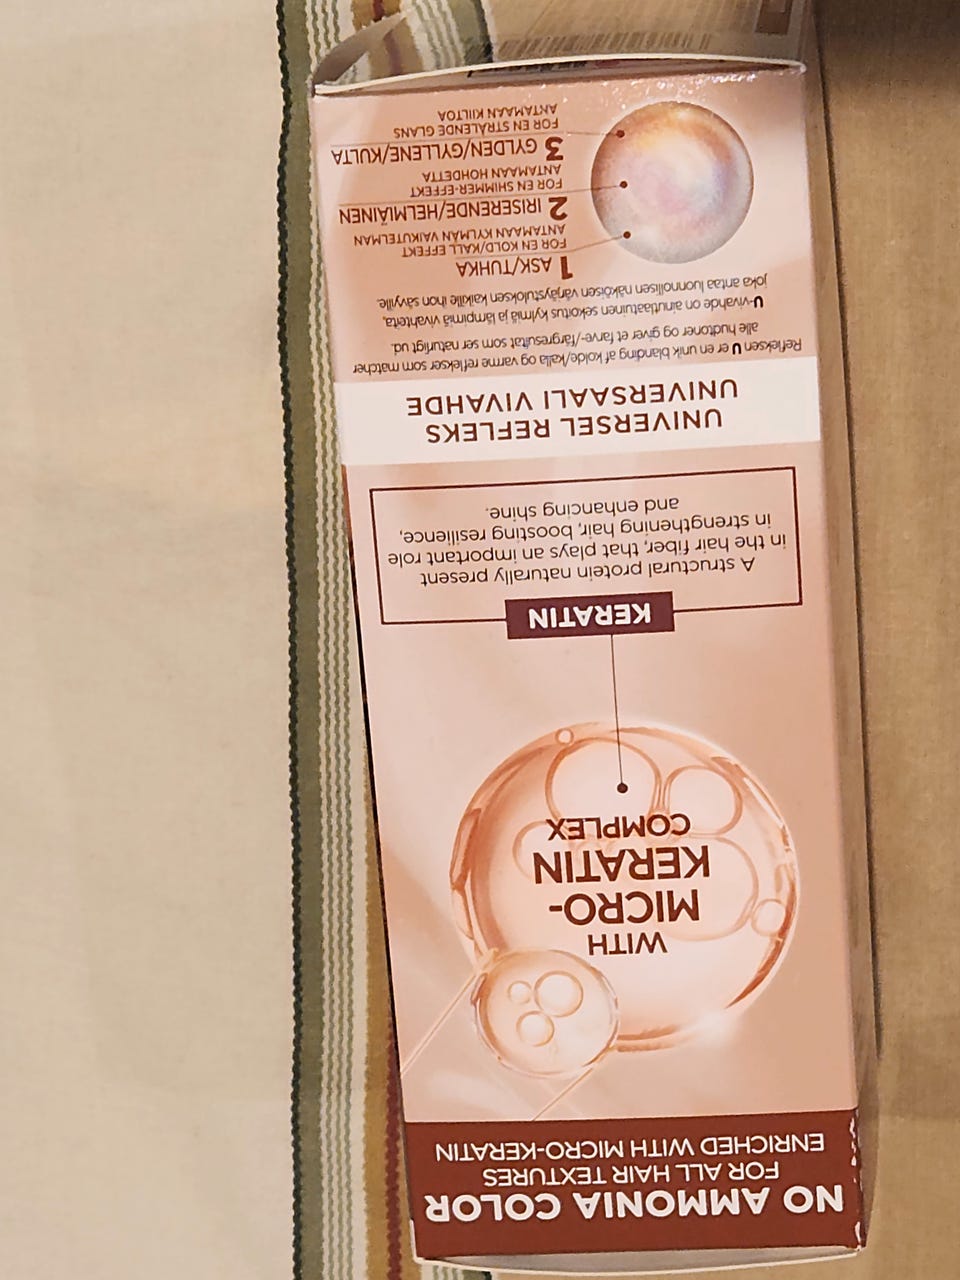 NO AMMONIA COLOR
FOR ALL HAIR TEXTURES
ENRICHED WITH MICRO-KERATIN
WITH
MICRO-
KERATIN
COMPLEX
KERATIN
A structural protein naturally present
in the hair fiber, that plays an important role
in strengthening hair, boosting resilience,
and enhancing shine.
UNIVERSEL REFLEKS
UNIVERSAALI VIVAHDE
Refleksen U er en unik blanding af kolde/kalla og varme reflekser som matcher
alle hudtoner og giver et farve-/färgresultat som ser naturligt ud.
U-vivahde on ainutlaatuinen sekoitus kylmiä ja lämpimiä vivahteita,
joka antaa luonnollisen näköisen värjäystuloksen kaikille ihon sävyille.
1 ASK/TUHKA
FOR EN KOLD/KALL EFFEKT
ANTAMAAN KYLMÄN VAIKUTELMAN
2 IRISERENDE/HELMIÄINEN
FOR EN SHIMMER-EFFEKT
ANTAMAAN HOHDETTA
3 GYLDEN/GYLLENE/KULTA
FOR EN STRÅLENDE GLANS
ANTAMAAN KIILTOA